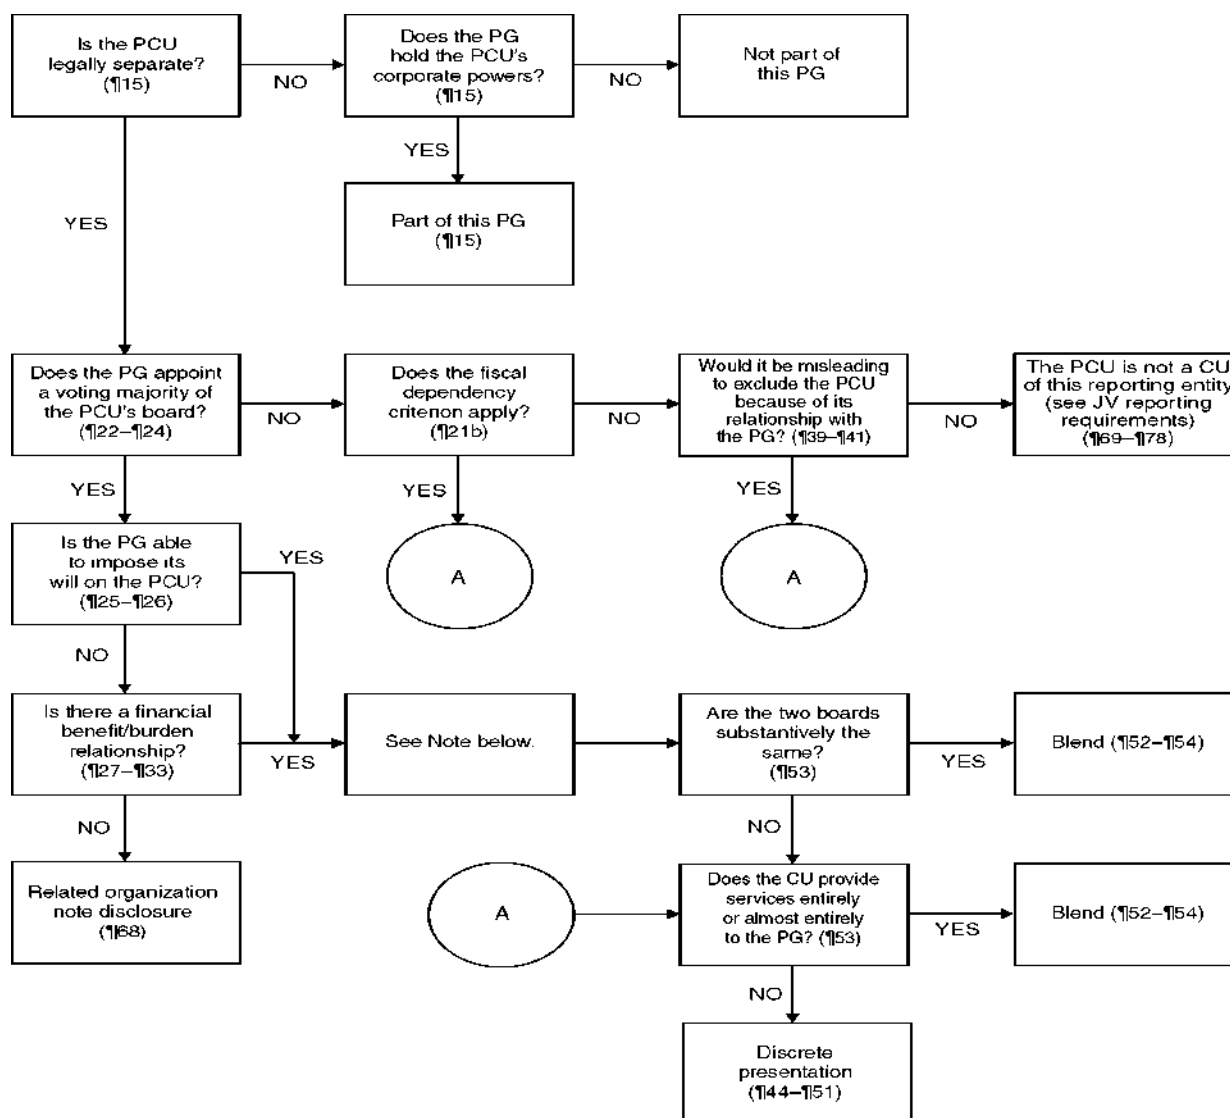 Is the PCU
legally separate?
(¶15)
NO
Does the PG
hold the PCU's
corporate powers?
(¶15)
NO
Not part of
this PG
YES
YES
Part of this PG
(¶15)
Does the PG appoint
a voting majority of
the PCU's board?
(¶22–¶24)
NO
Does the fiscal
dependency
criterion apply?
(¶21b)
NO
Would it be misleading
to exclude the PCU
because of its
relationship with
the PG? (¶39–¶41)
NO
The PCU is not a CU
of this reporting entity
(see JV reporting
requirements)
(¶69–¶78)
YES
YES
YES
Is the PG able
to impose its
will on the PCU?
(¶25–¶26)
YES
A
A
NO
Is there a financial
benefit/burden
relationship?
(¶27–¶33)
YES
See Note below.
Are the two boards
substantively the
same?
(¶53)
YES
Blend (¶52–¶54)
NO
NO
Related organization
note disclosure
(¶68)
A
Does the CU provide
services entirely
or almost entirely
to the PG? (¶53)
YES
Blend (¶52–¶54)
NO
Discrete
presentation
(¶44–¶51)